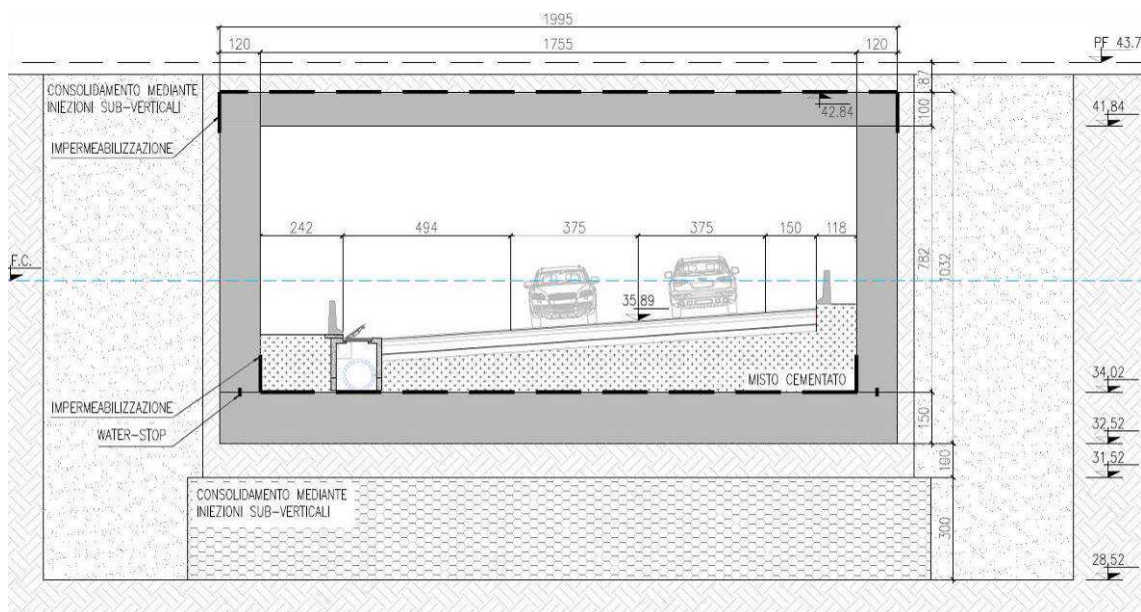 1995
120
1755
120
PF 43.7
CONSOLIDAMENTO MEDIANTE
INIEZIONI SUB-VERTICALI
87
42.84
100
41,84
IMPERMEABILIZZAZIONE
242
494
375
375
150
118
F.C.
782
1032
35.89
MISTO CEMENTATO
34,02
IMPERMEABILIZZAZIONE
WATER-STOP
150
32,52
100
31,52
CONSOLIDAMENTO MEDIANTE
INIEZIONI SUB-VERTICALI
300
28,52